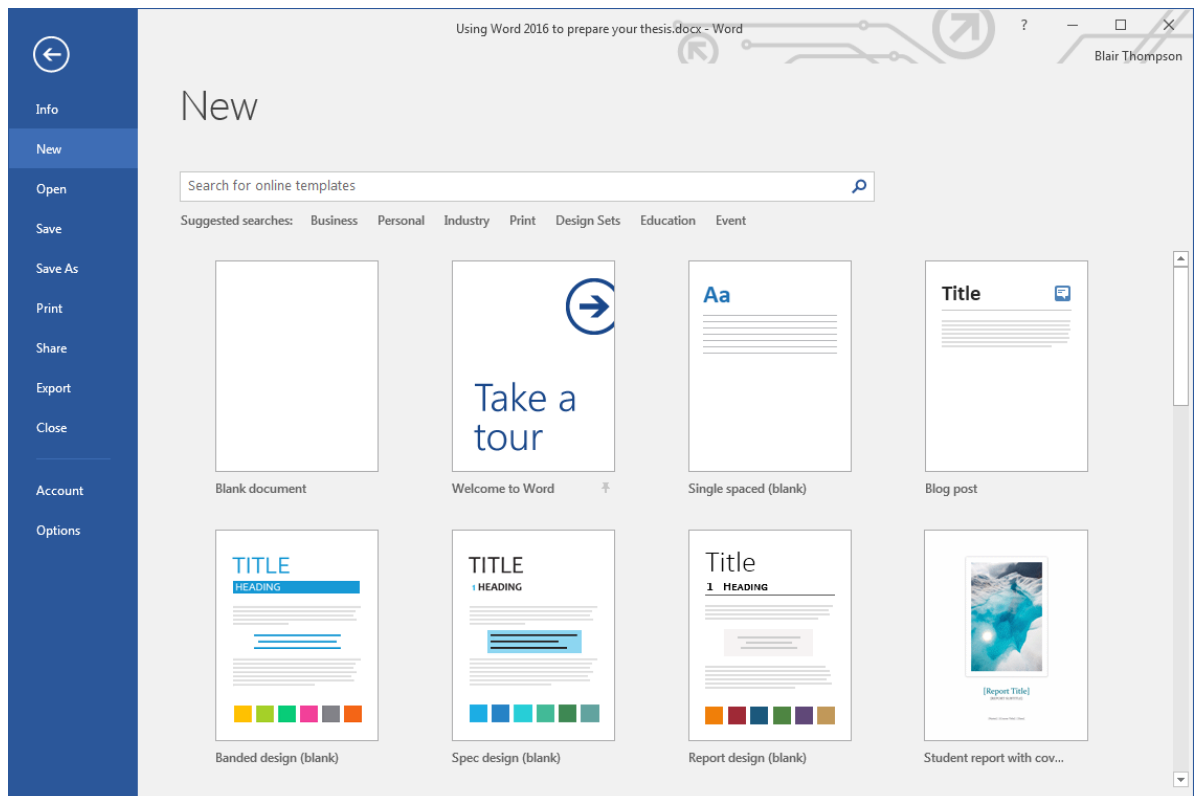 Using Word 2016 to prepare your thesis.docx - Word
?
Blair Thompson
Info
New
Open
Save
Save As
Print
Share
Export
Close
Account
Options
New
Search for online templates
Suggested searches: Business Personal Industry Print Design Sets Education Event
Take a
tour
Aa
Title
Blank document
Welcome to Word
Single spaced (blank)
Blog post
TITLE
HEADING
TITLE
1 HEADING
Title
1 HEADING
[Report Title]
Banded design (blank)
Spec design (blank)
Report design (blank)
Student report with cov...